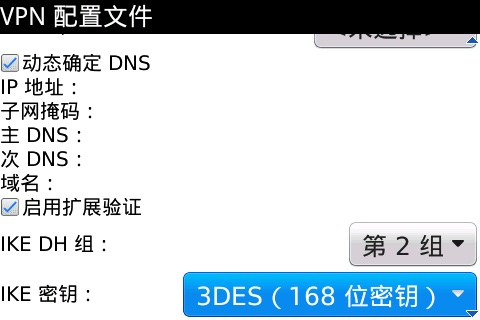 VPN 配置文件
动态确定 DNS
IP 地址：
子网掩码：
主 DNS：
次 DNS：
域名：
启用扩展验证
IKE DH 组： 第 2 组
IKE 密钥： 3DES（168 位密钥）